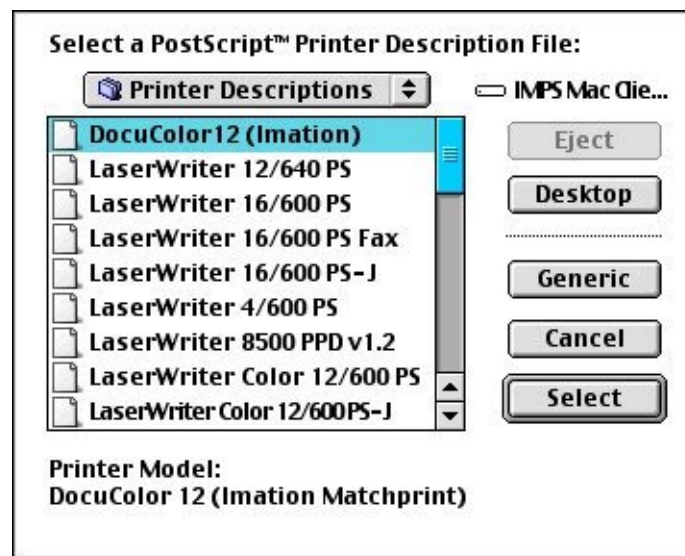 Select a PostScript™ Printer Description File:
Printer Descriptions
IMPS Mac Clie...
DocuColor12 (Imation)
LaserWriter 12/640 PS
LaserWriter 16/600 PS
LaserWriter 16/600 PS Fax
LaserWriter 16/600 PS-J
LaserWriter 4/600 PS
LaserWriter 8500 PPD v1.2
LaserWriter Color 12/600 PS
LaserWriter Color 12/600PS-J
Eject
Desktop
Generic
Cancel
Select
Printer Model:
DocuColor 12 (Imation Matchprint)